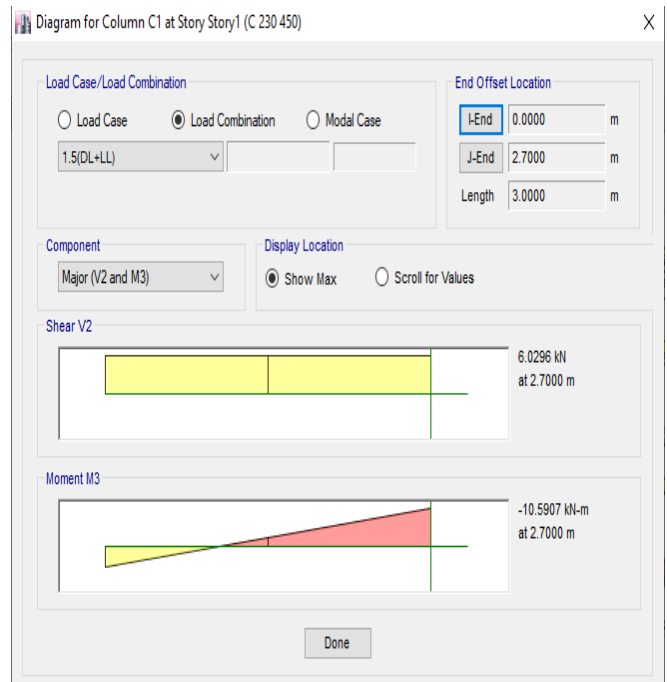 Diagram for Column C1 at Story Story1 (C 230 450)
X
Load Case/Load Combination
Load Case
Load Combination
Modal Case
1.5(DL+LL)
End Offset Location
I-End 0.0000 m
J-End 2.7000 m
Length 3.0000 m
Component
Major (V2 and M3)
Display Location
Show Max
Scroll for Values
Shear V2
6.0296 kN
at 2.7000 m
Moment M3
-10.5907 kN-m
at 2.7000 m
Done